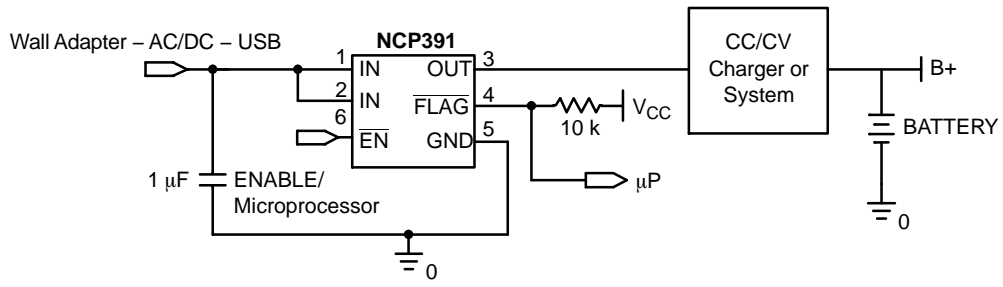 Wall Adapter – AC/DC – USB
NCP391
1
IN
OUT
3
2
IN
FLAG
4
6
EN
GND
5
10 k
VCC
μP
CC/CV
Charger or
System
B+
BATTERY
0
1 μF
ENABLE/
Microprocessor
0